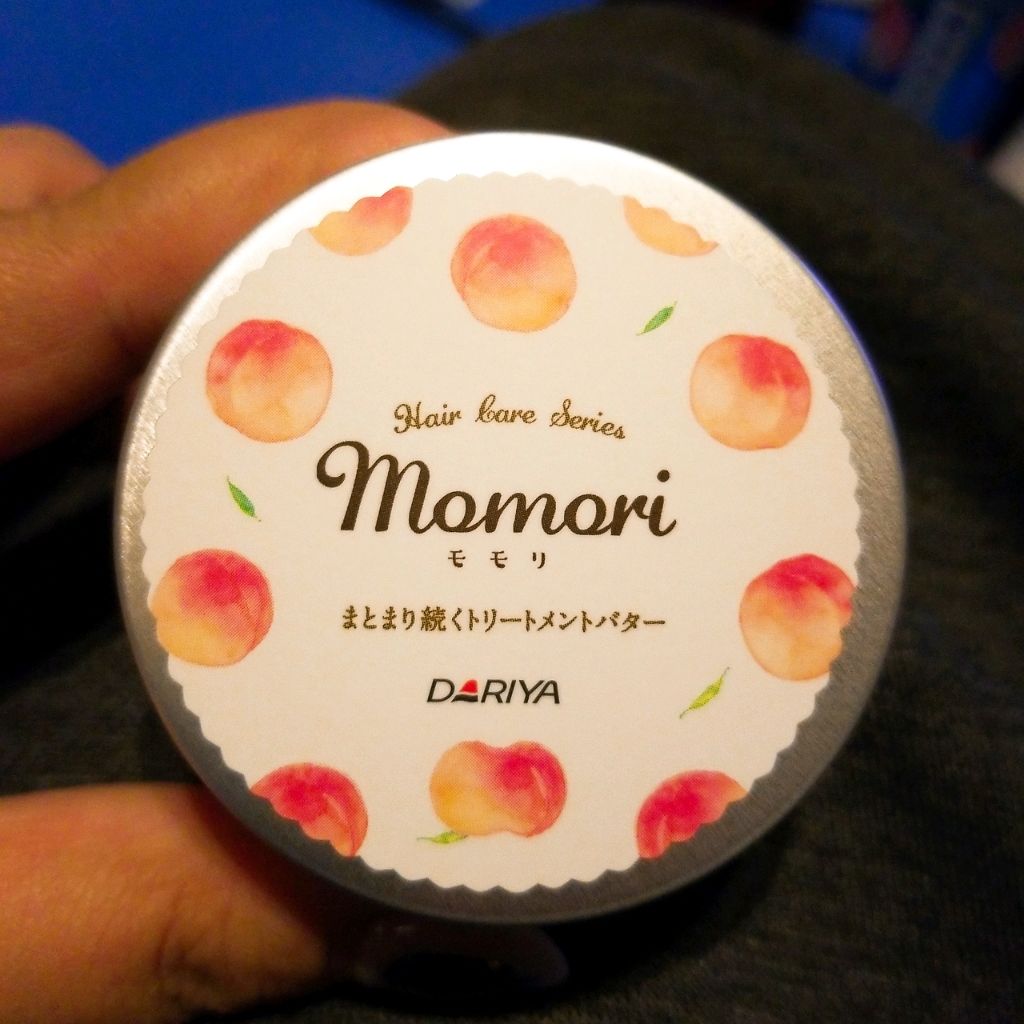 Hair Care Series
Momori
モモリ
まとまり続くトリートメントバター
DARIYA